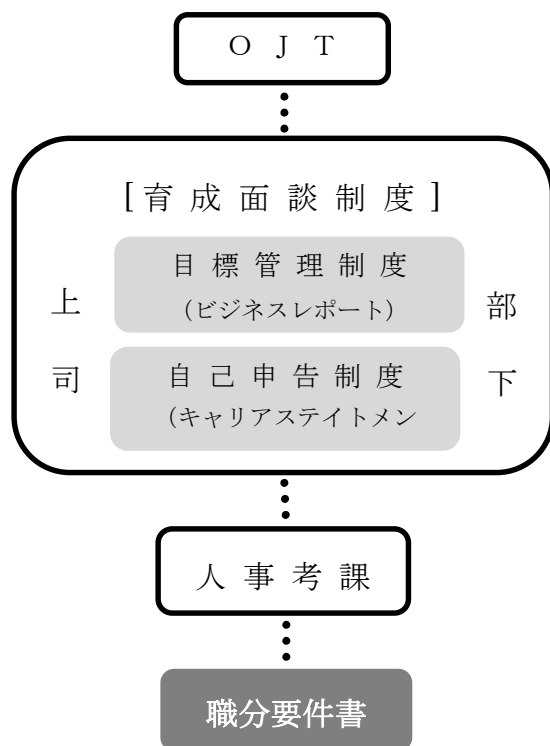 OJT
[育成面談制度]
目標管理制度
(ビジネスレポート)
上司
部下
自己申告制度
(キャリアステイトメン
人事考課
職分要件書